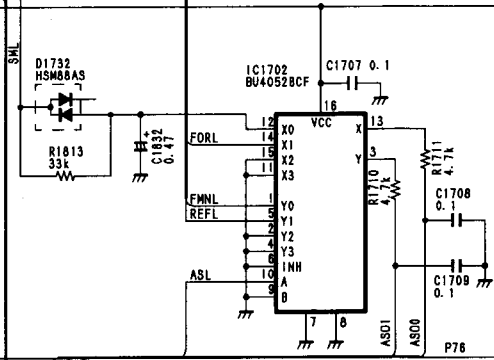 SML
D1732
HSM88AS
R1813
33k
C1832
0.47
+
FORL
FMNL
REFL
ASL
IC1702
BU4052BCF
C1707 0.1
16
VCC
12 X0
14 X1
15 X2
11 X3
1 Y0
5 Y1
2 Y2
4 Y3
6 INH
10 A
9 B
X 13
Y 3
7 8
R1710
4.7k
R1711
4.7k
C1708
0.1
C1709
0.1
ASO1
ASO0
P76